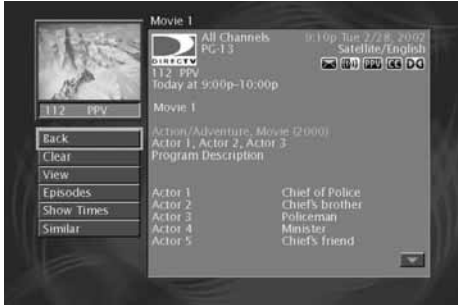 Movie 1
All Channels 9:10p Tue 2/28, 2002
PG-13 Satellite/English
DIRECTV
PPV CC
112 PPV
Today at 9:00p-10:00p
112 PPV
Movie 1
Action/Adventure, Movie (2000)
Back
Actor 1, Actor 2, Actor 3
Clear
Program Description
View
Episodes
Actor 1 Chief of Police
Actor 2 Chief's brother
Show Times
Actor 3 Policeman
Similar
Actor 4 Minister
Actor 5 Chief's friend